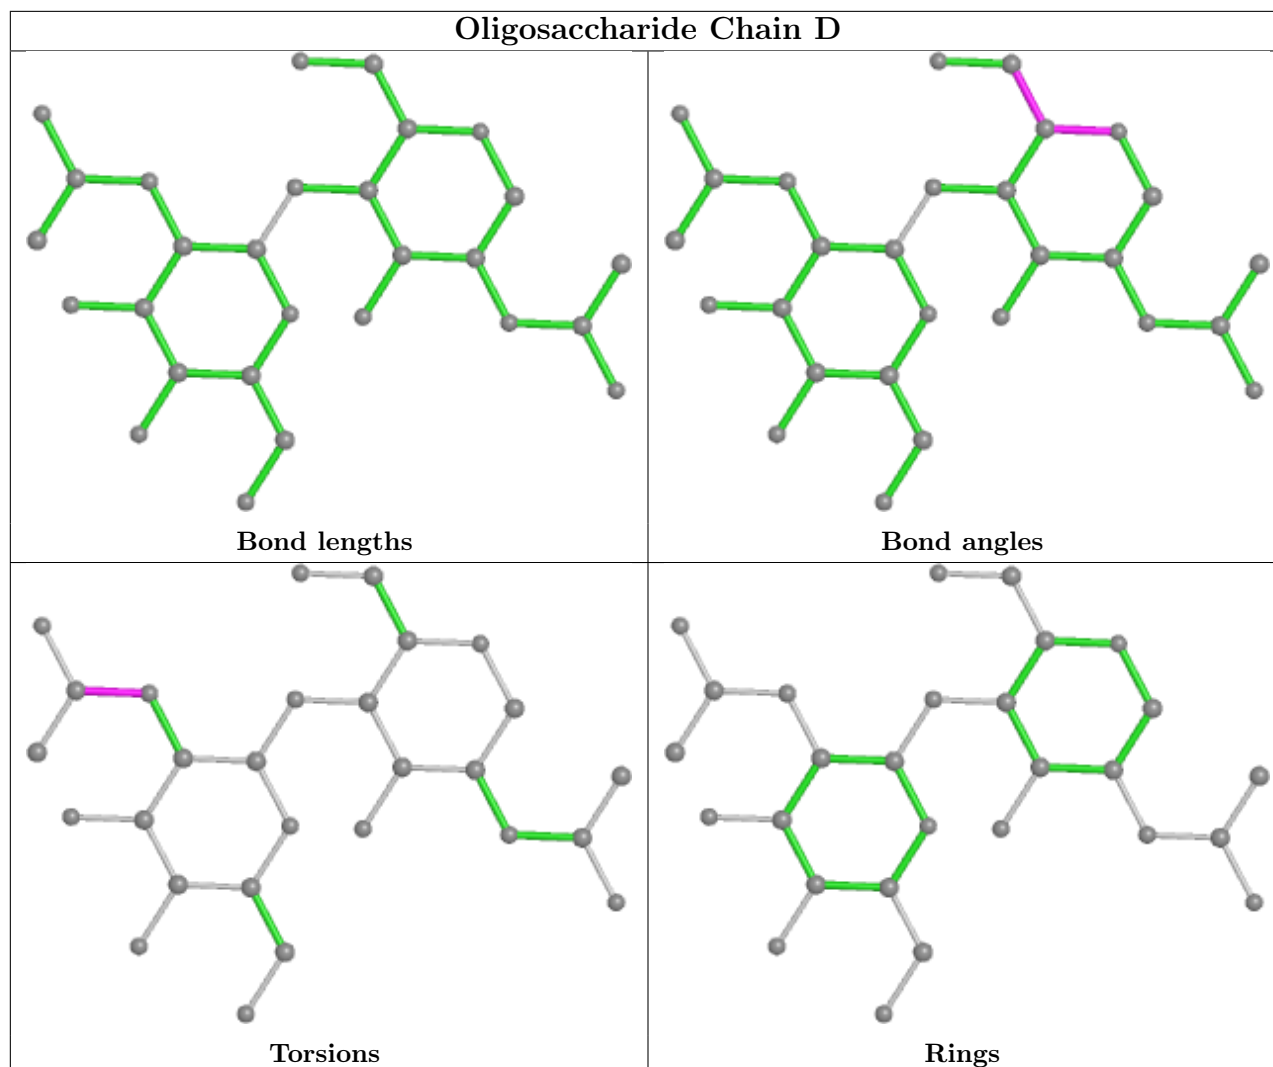 Oligosaccharide Chain D
Bond lengths
Bond angles
Torsions
Rings